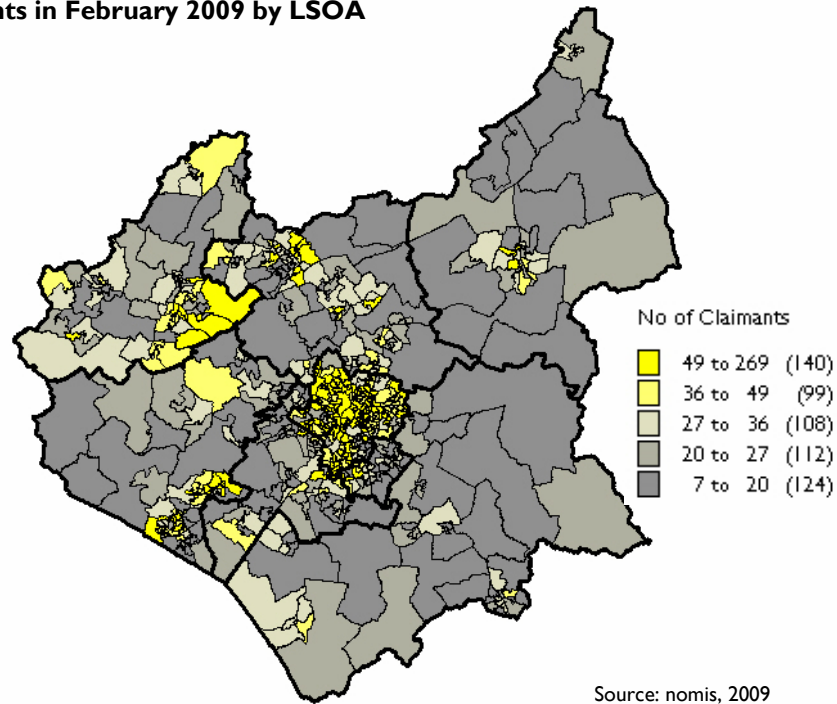 nts in February 2009 by LSOA
No of Claimants
49 to 269 (140)
36 to 49 (99)
27 to 36 (108)
20 to 27 (112)
7 to 20 (124)
Source: nomis, 2009